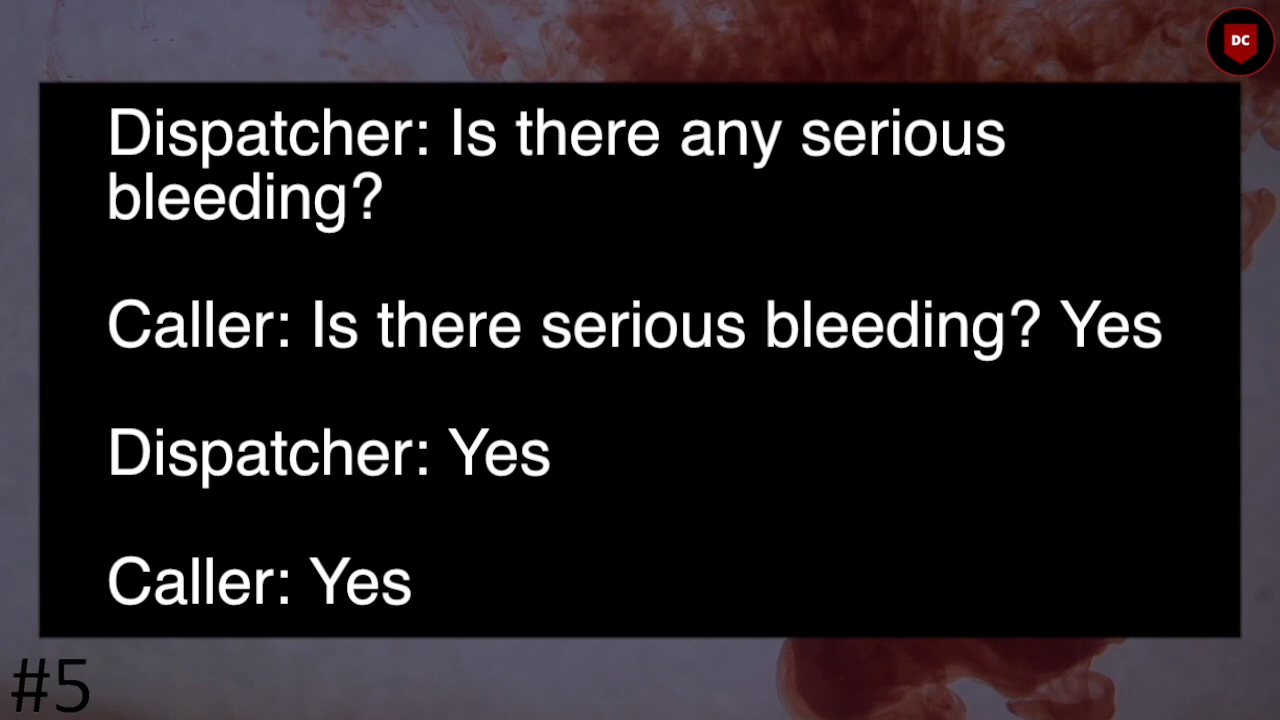 DC
Dispatcher: Is there any serious
bleeding?
Caller: Is there serious bleeding? Yes
Dispatcher: Yes
Caller: Yes
#5